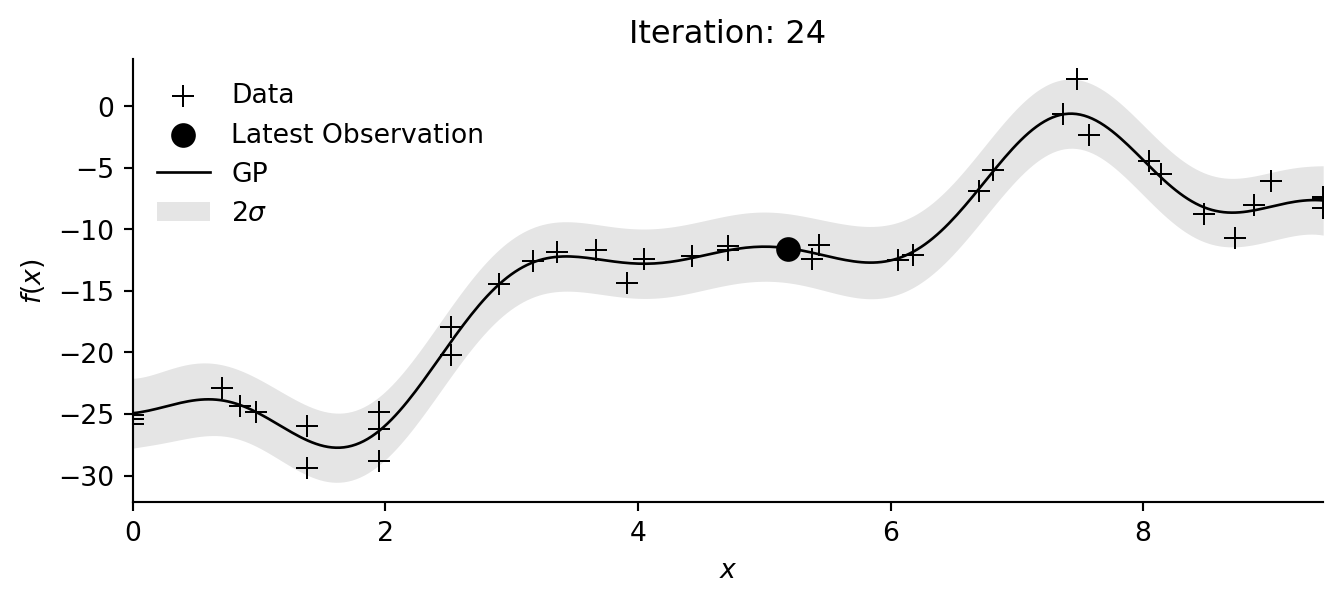 Iteration: 24
Data
Latest Observation
GP
2σ
0
−5
−10
−15
−20
−25
−30
f(x)
0 2 4 6 8
x